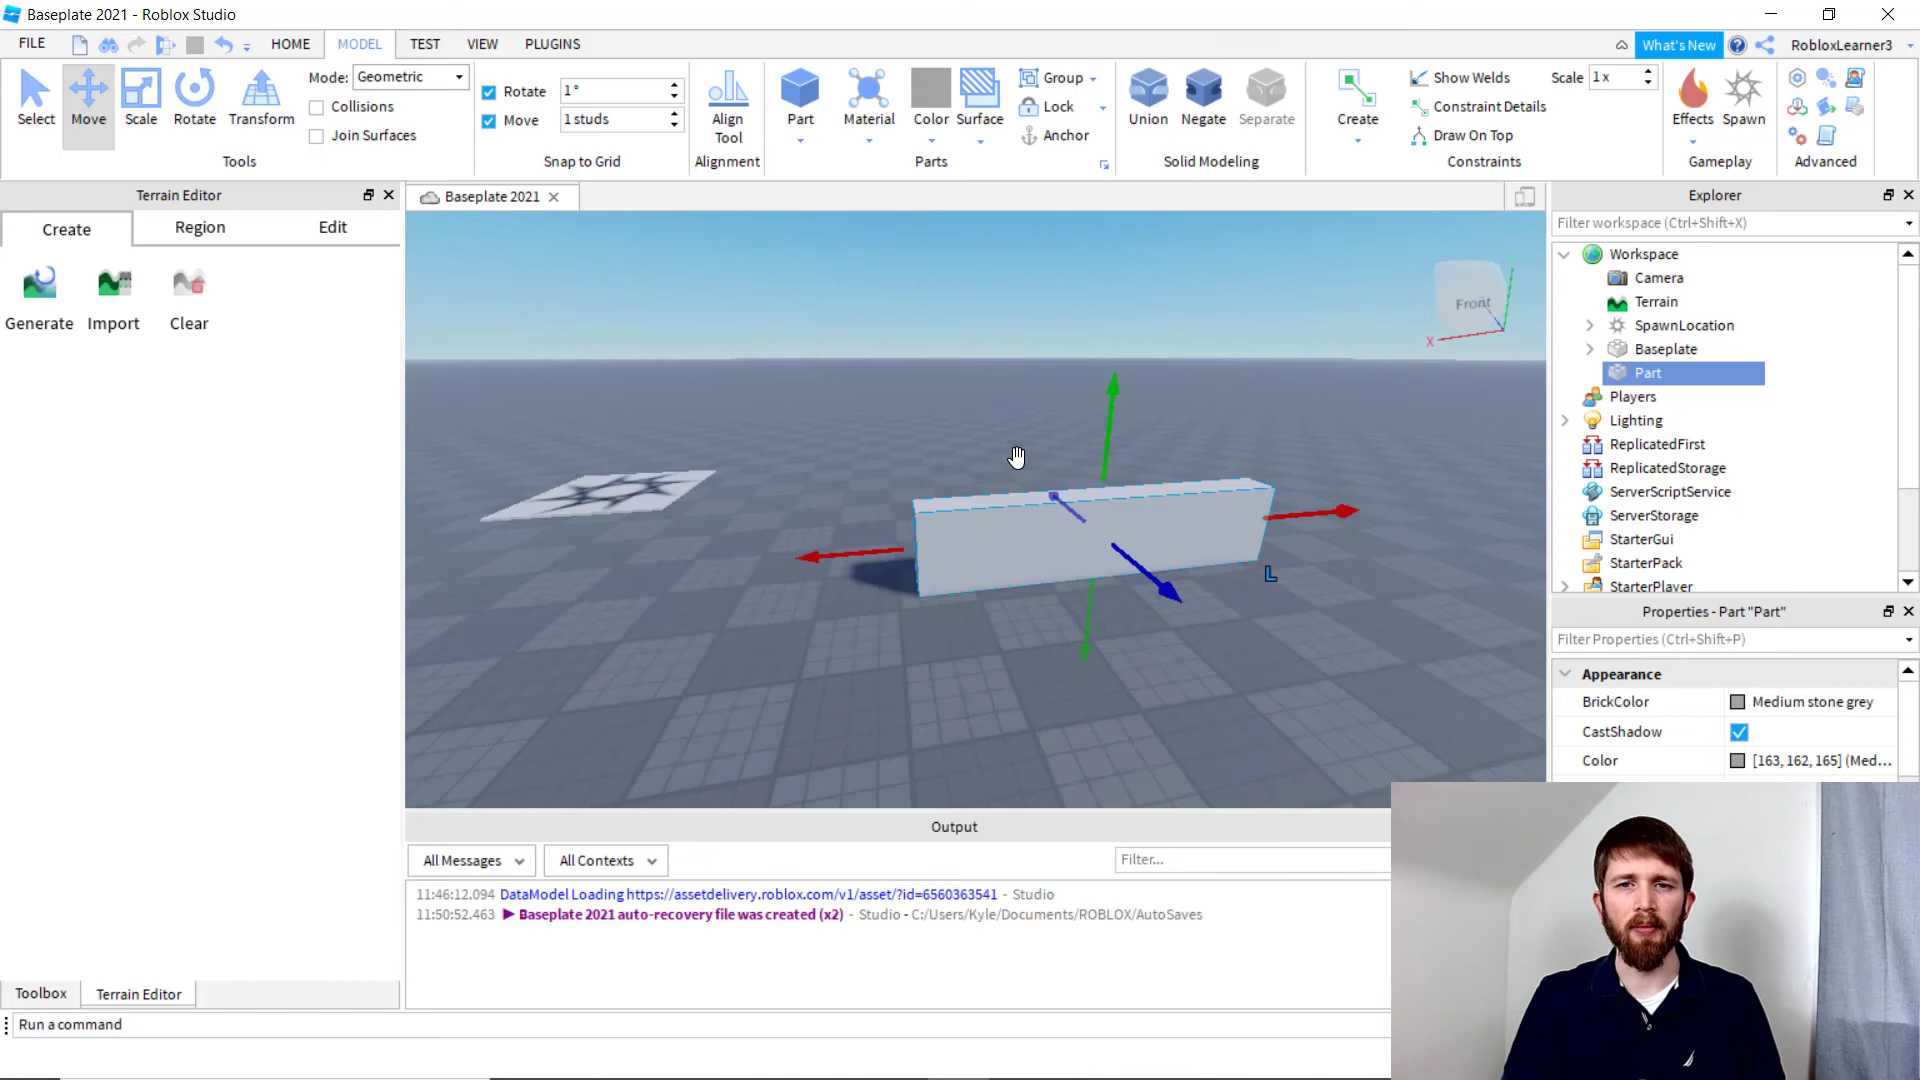 Baseplate 2021 - Roblox Studio
FILE HOME MODEL TEST VIEW PLUGINS What's New RobloxLearner3
Select Move Scale Rotate Transform
Mode: Geometric
Collisions
Join Surfaces
Tools
Rotate 1°
Move 1 studs
Snap to Grid
Align
Tool
Alignment
Part Material Color Surface
Group
Lock
Anchor
Parts
Union Negate Separate
Solid Modeling
Create
Show Welds Scale 1 x
Constraint Details
Draw On Top
Constraints
Effects Spawn
Gameplay
Advanced
Terrain Editor
Create Region Edit
Generate Import Clear
Baseplate 2021
Front
X
L
Explorer
Filter workspace (Ctrl+Shift+X)
Workspace
Camera
Terrain
SpawnLocation
Baseplate
Part
Players
Lighting
ReplicatedFirst
ReplicatedStorage
ServerScriptService
ServerStorage
StarterGui
StarterPack
StarterPlayer
Properties - Part "Part"
Filter Properties (Ctrl+Shift+P)
Appearance
BrickColor Medium stone grey
CastShadow
Color [163, 162, 165] (Med...
Output
All Messages All Contexts Filter...
11:46:12.094 DataModel Loading https://assetdelivery.roblox.com/v1/asset/?id=6560363541 - Studio
11:50:52.463 Baseplate 2021 auto-recovery file was created (x2) - Studio - C:/Users/Kyle/Documents/ROBLOX/AutoSaves
Toolbox Terrain Editor
Run a command